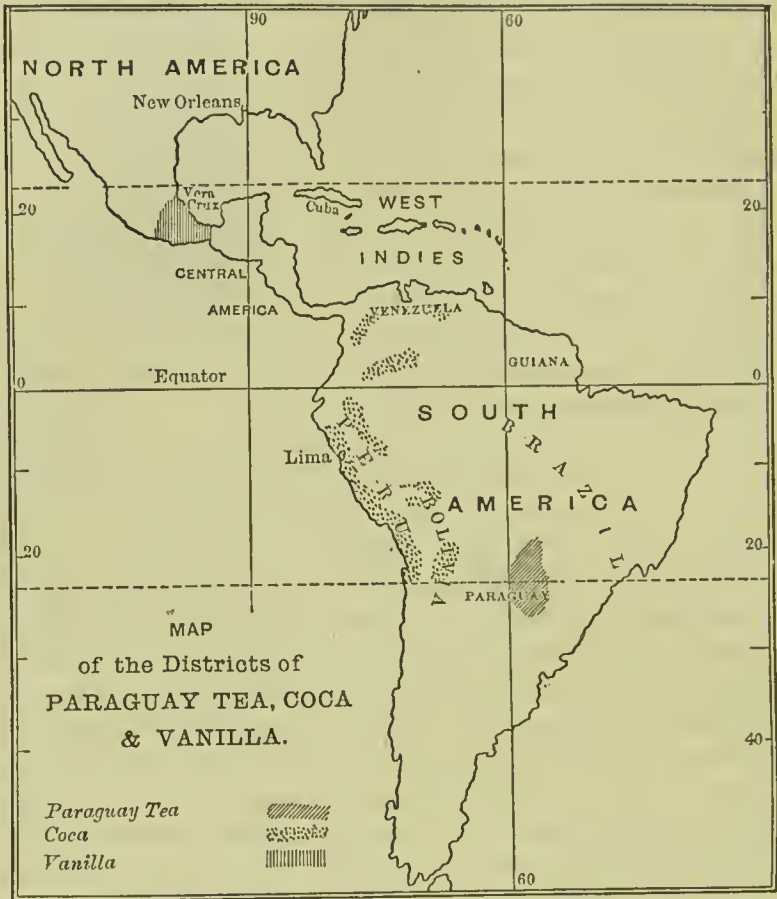 90
60
NORTH AMERICA
New Orleans
Vera
Cruz
Cuba
WEST
INDIES
20
20
CENTRAL
AMERICA
VENEZUELA
GUIANA
Equator
0
0
SOUTH
AMERICA
BRAZIL
Lima
PERU
BOLIVIA
PARAGUAY
20
20
40
60
MAP
of the Districts of
PARAGUAY TEA, COCA
& VANILLA.
Paraguay Tea
Coca
Vanilla